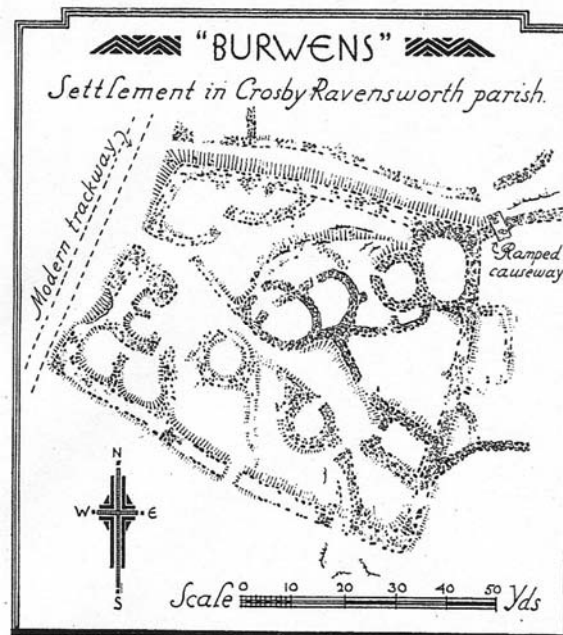 "BURWENS"
Settlement in Crosby Ravensworth parish.
Modern trackway.
Ramped
causeway
N
W E
S
Scale 0 10 20 30 40 50 Yds